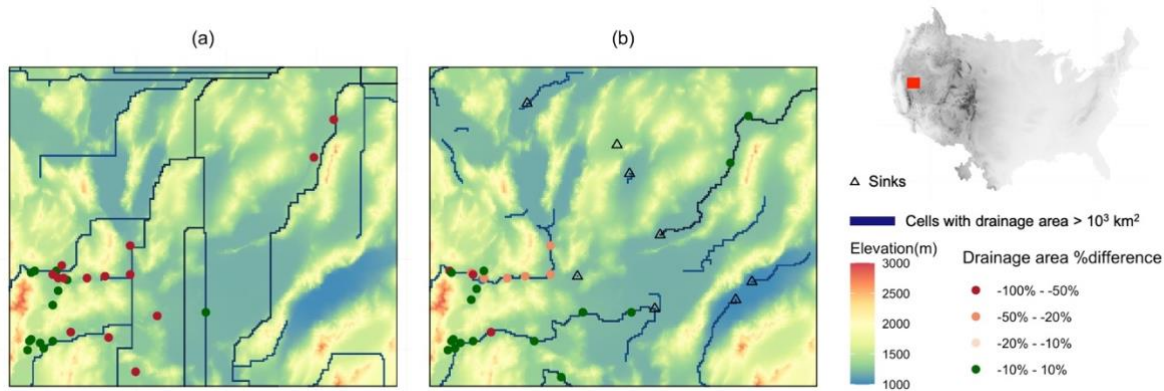 (a)
(b)
Sinks
Cells with drainage area > 10³ km²
Elevation(m)
3000
2500
2000
1500
1000
Drainage area %difference
-100% - -50%
-50% - -20%
-20% - -10%
-10% - 10%